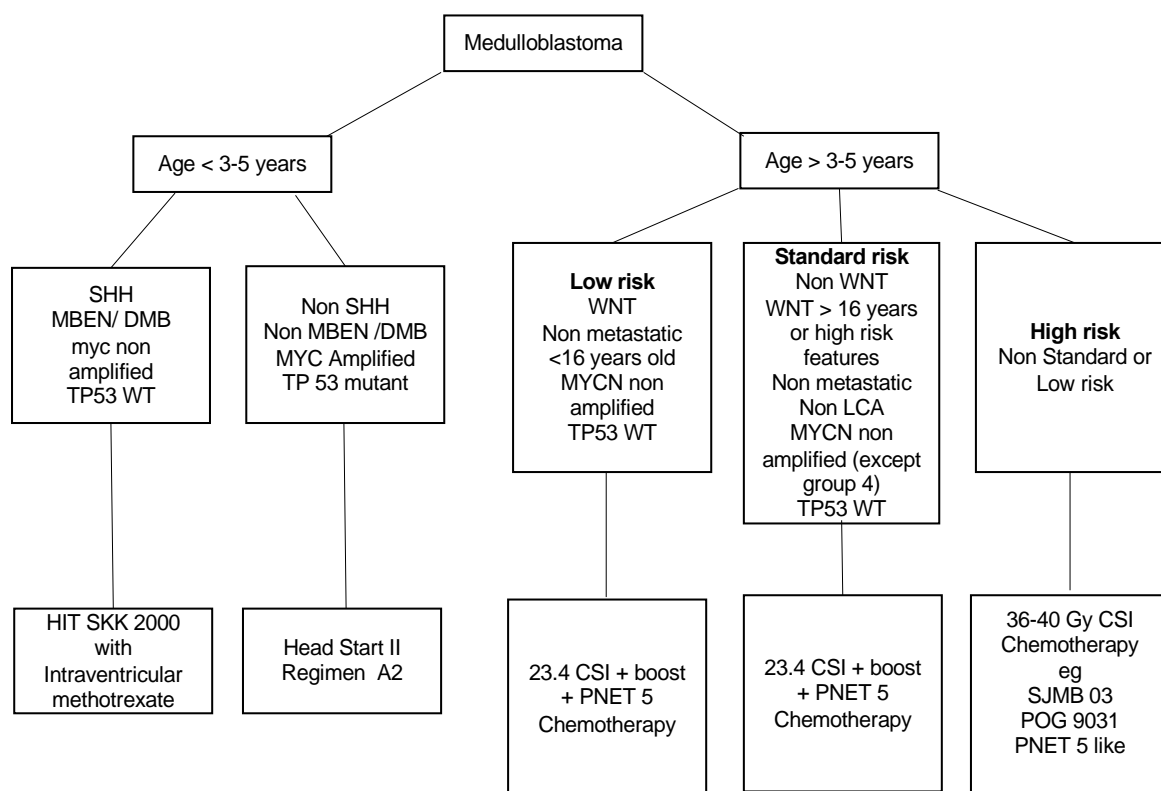 Medulloblastoma
Age < 3-5 years
Age > 3-5 years
SHH
MBEN/ DMB
myc non
amplified
TP53 WT
Non SHH
Non MBEN /DMB
MYC Amplified
TP 53 mutant
Low risk
WNT
Non metastatic
<16 years old
MYCN non
amplified
TP53 WT
Standard risk
Non WNT
WNT > 16 years
or high risk
features
Non metastatic
Non LCA
MYCN non
amplified (except
group 4)
TP53 WT
High risk
Non Standard or
Low risk
HIT SKK 2000
with
Intraventricular
methotrexate
Head Start II
Regimen A2
23.4 CSI + boost
+ PNET 5
Chemotherapy
23.4 CSI + boost
+ PNET 5
Chemotherapy
36-40 Gy CSI
Chemotherapy
eg
SJMB 03
POG 9031
PNET 5 like